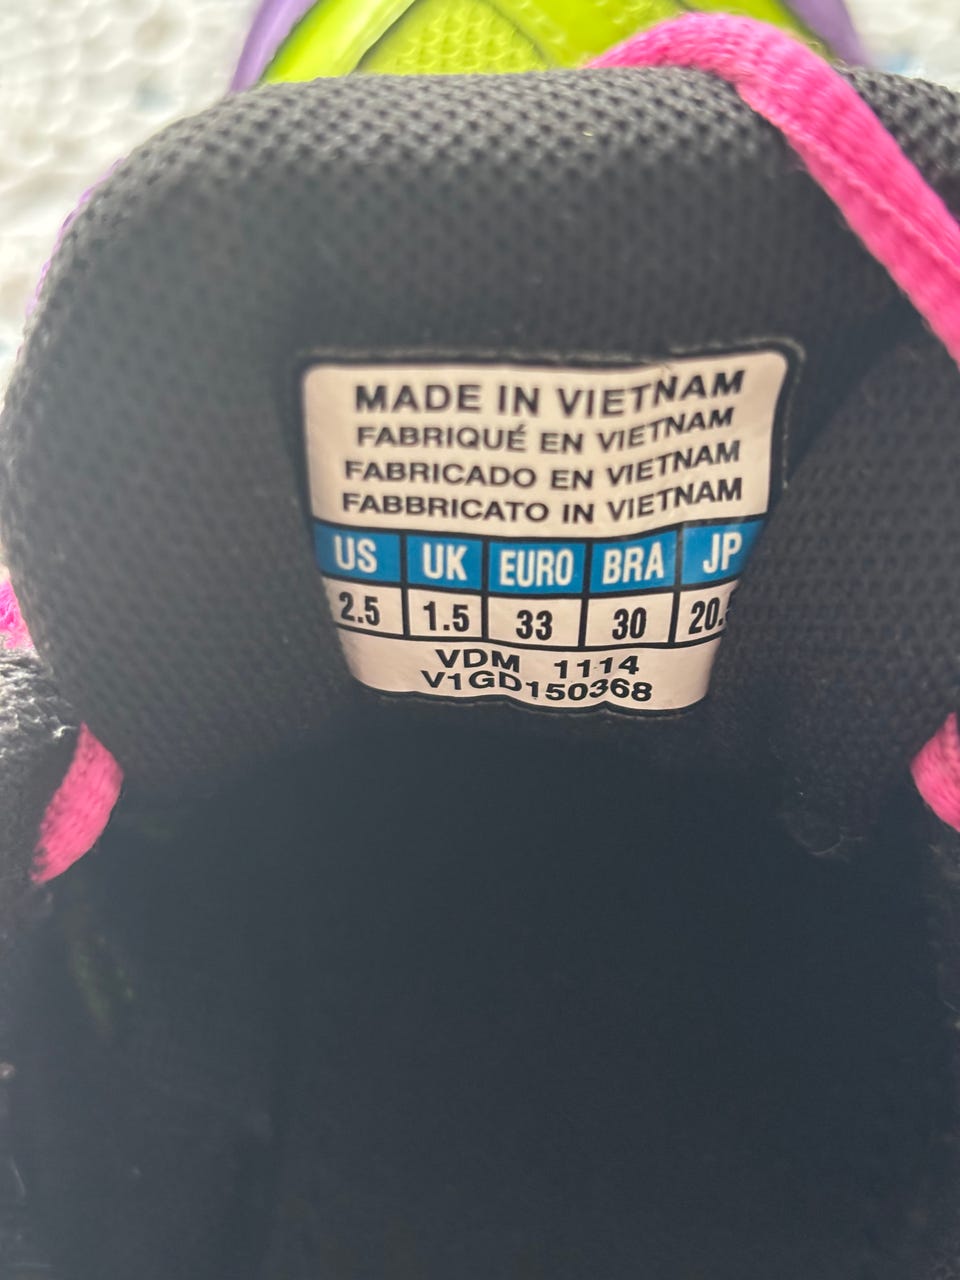 MADE IN VIETNAM
FABRIQUÉ EN VIETNAM
FABRICADO EN VIETNAM
FABBRICATO IN VIETNAM
US UK EURO BRA JP
2.5 1.5 33 30
VDM 1114
V1GD150368